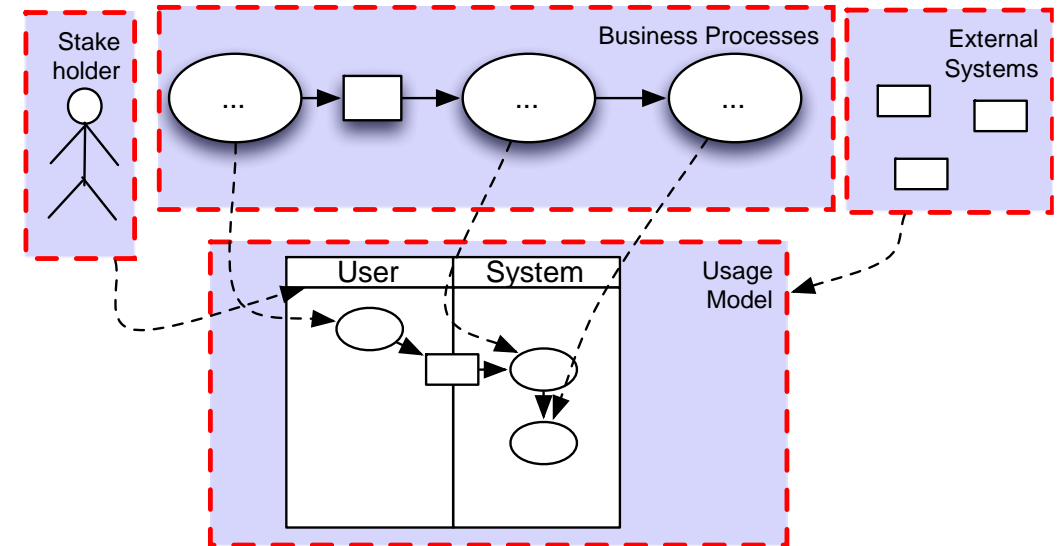 Stake
holder
Business Processes
External
Systems
...
...
...
User
System
Usage
Model